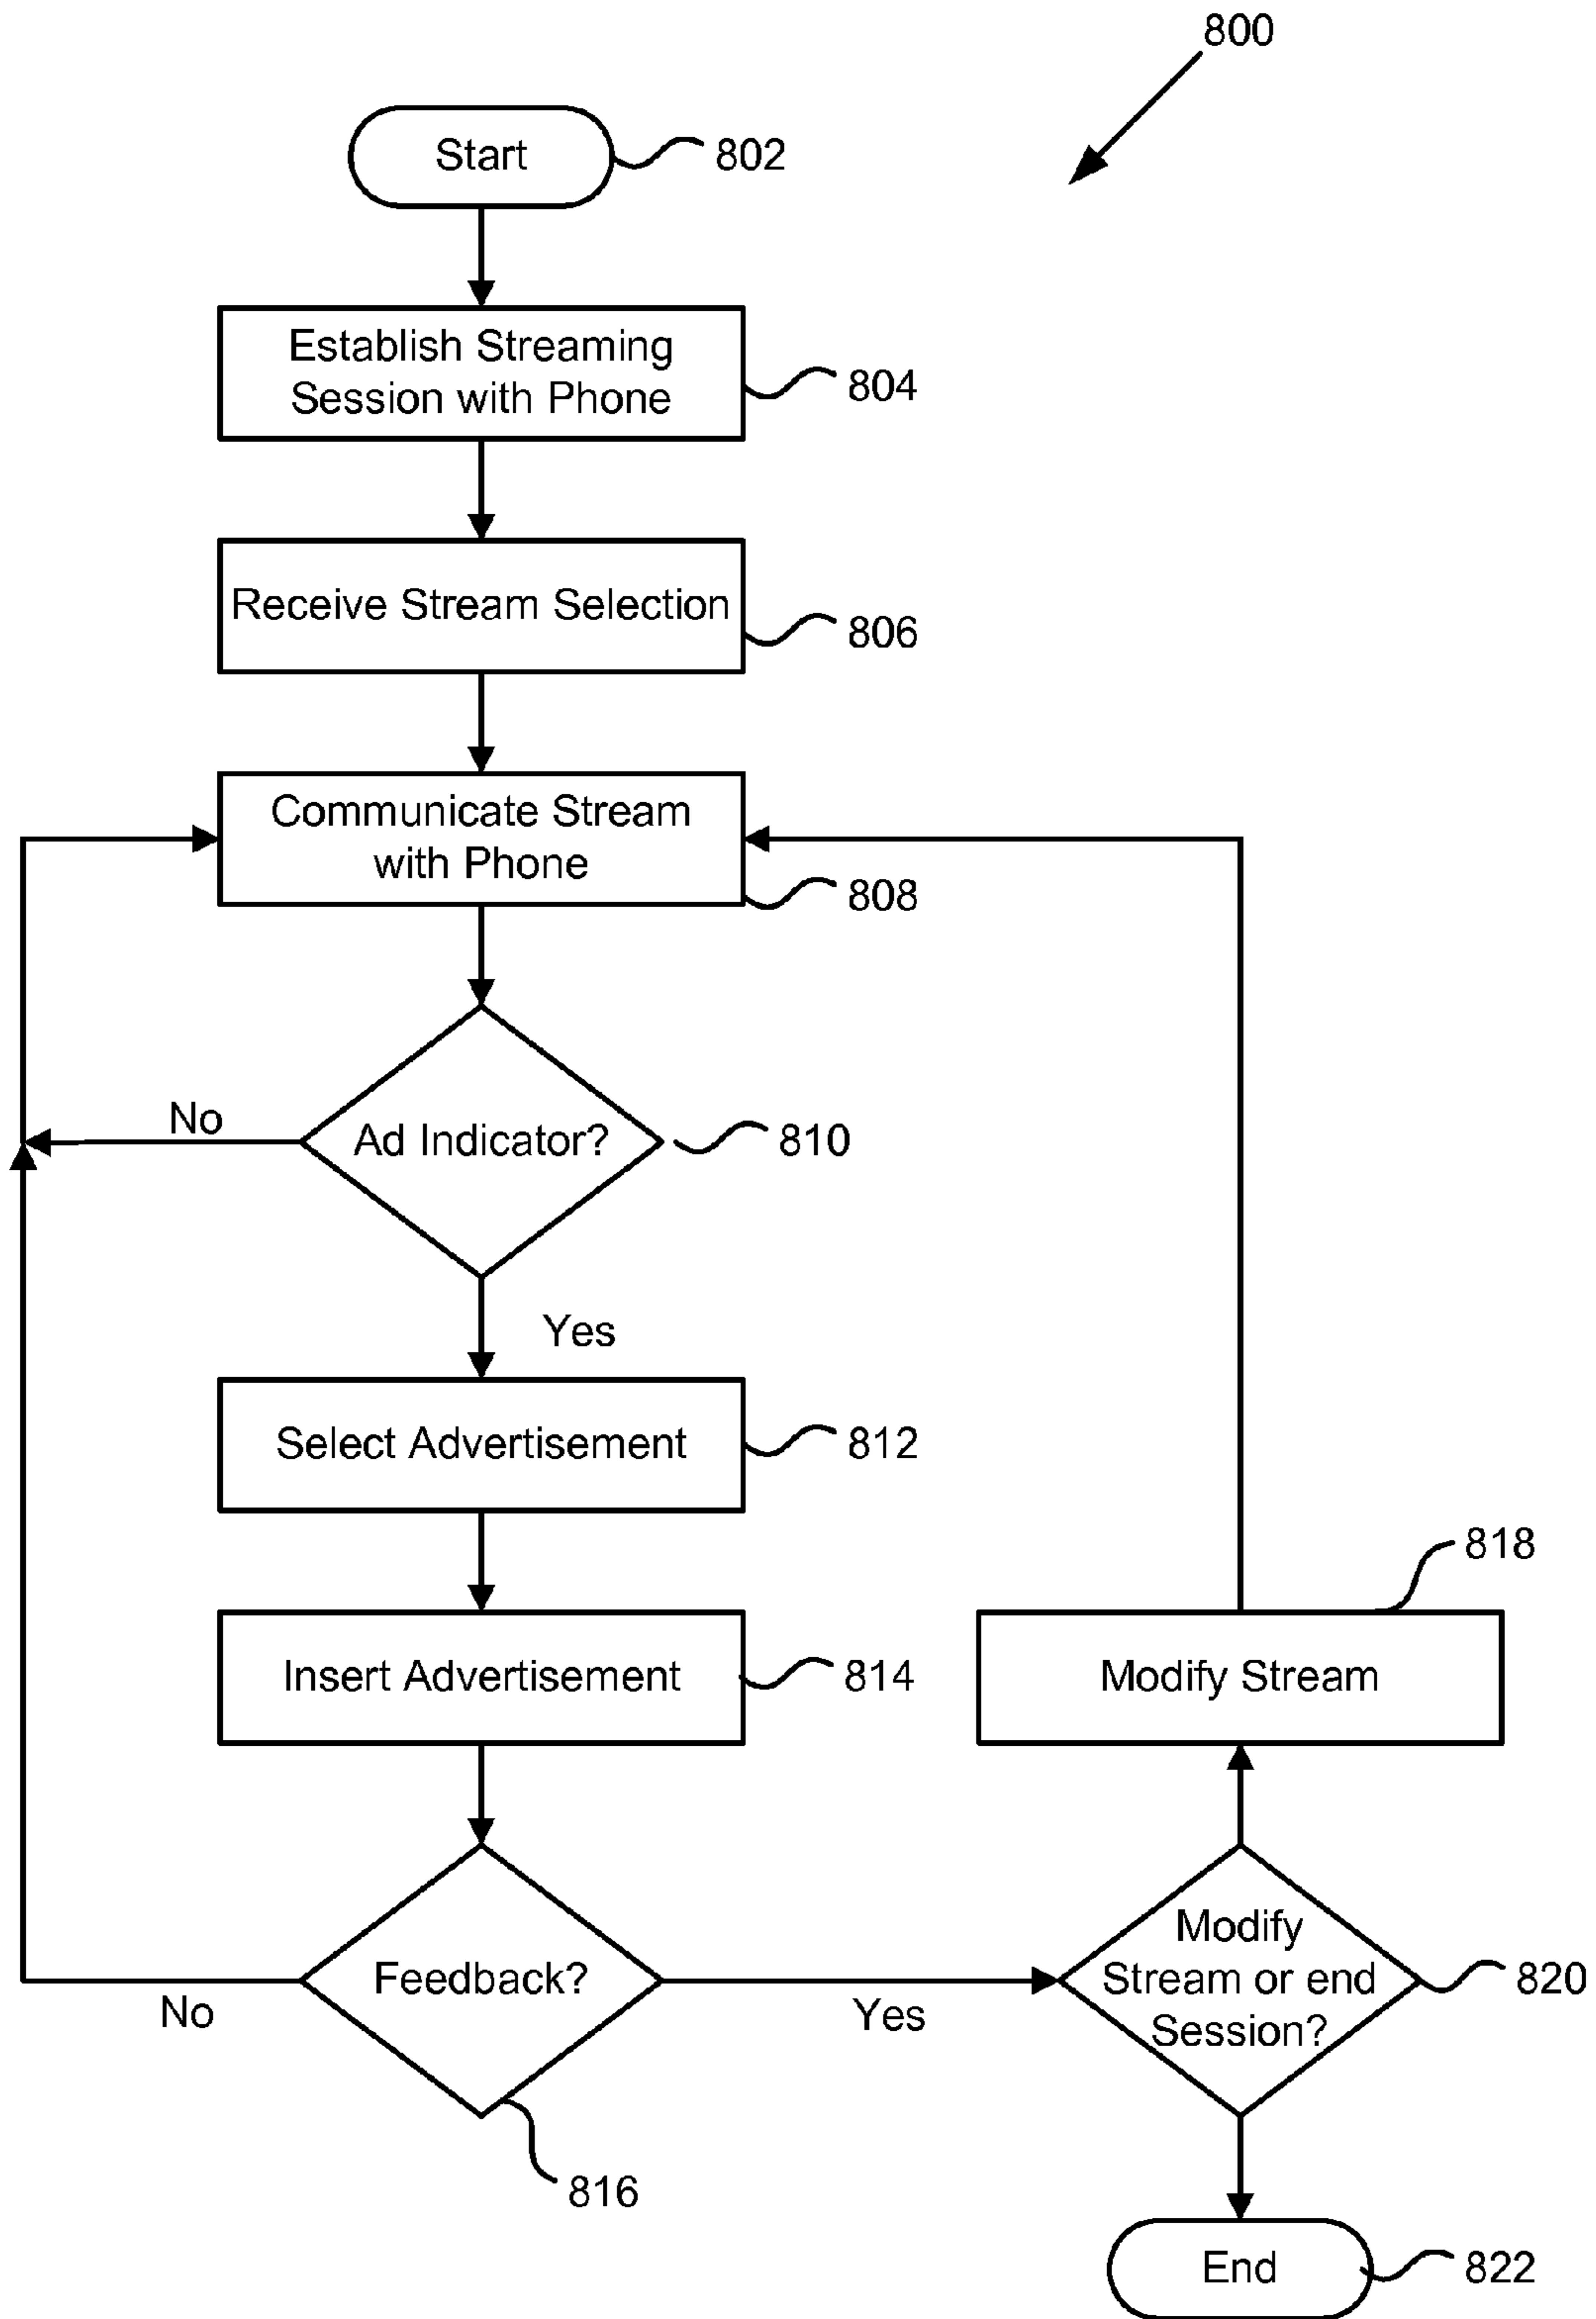 800
Start
802
Establish Streaming
Session with Phone
804
Receive Stream Selection
806
Communicate Stream
with Phone
808
No
Ad Indicator?
810
Yes
Select Advertisement
812
818
Insert Advertisement
814
Modify Stream
Feedback?
No
Yes
816
Modify
Stream or end
Session?
820
End
822